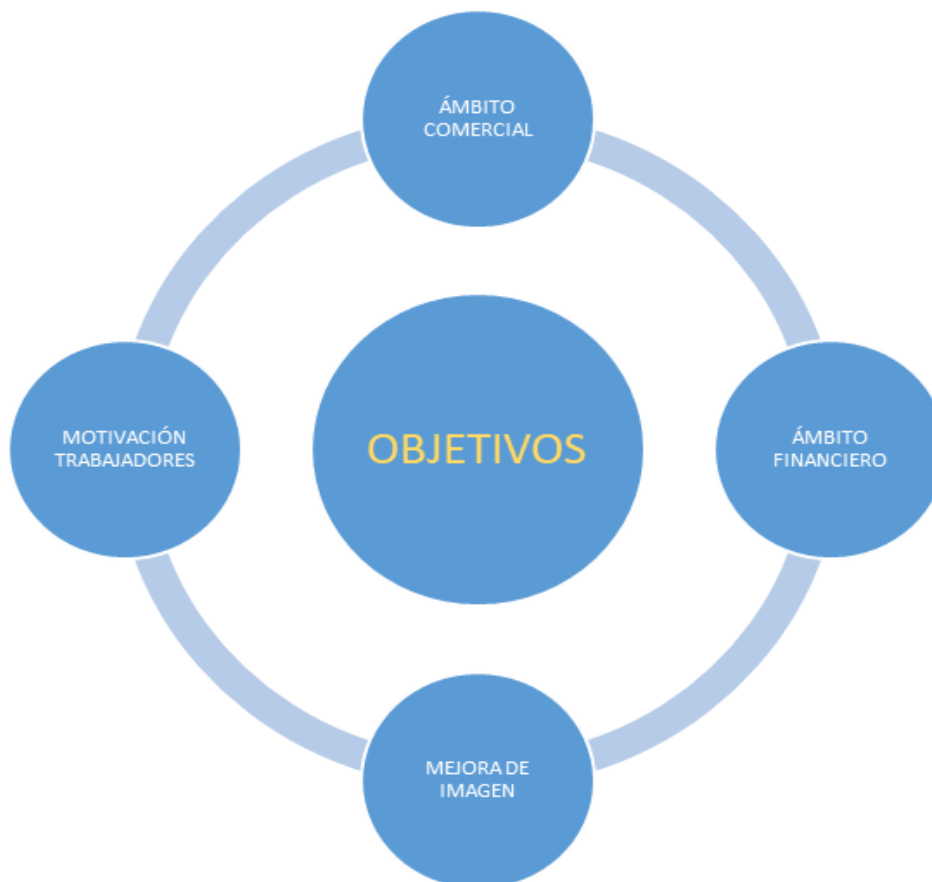 ÁMBITO
COMERCIAL
MOTIVACIÓN
TRABAJADORES
OBJETIVOS
ÁMBITO
FINANCIERO
MEJORA DE
IMAGEN